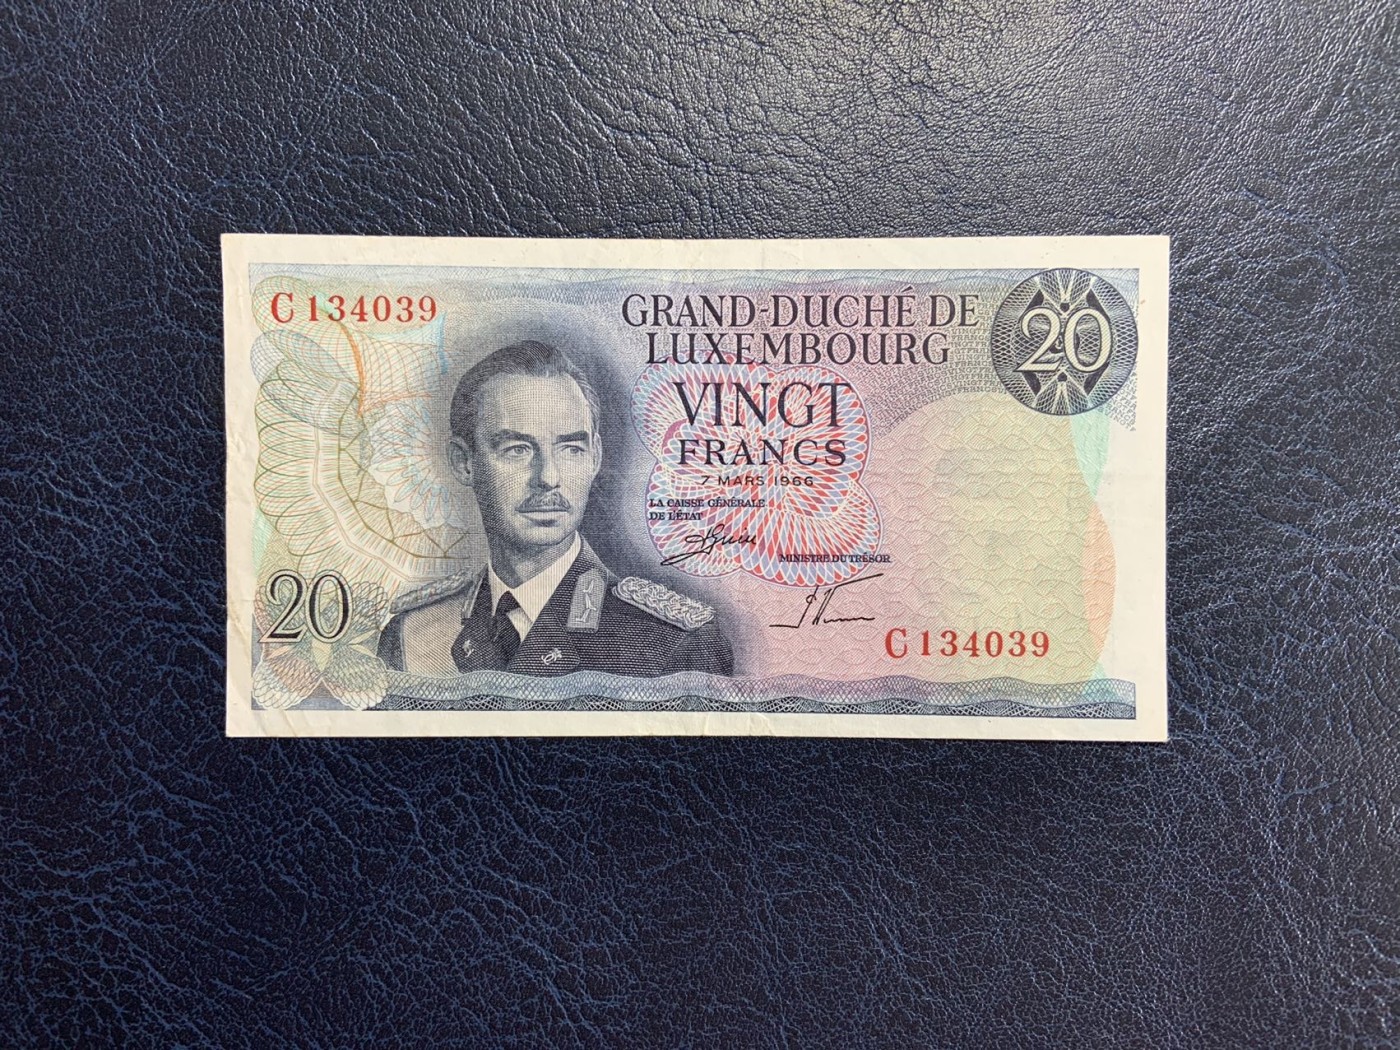 C 134039
GRAND-DUCHÉ DE
LUXEMBOURG
20
VINGT
FRANCS
7 MARS 1966
LA CAISSE GÉNÉRALE
DE L'ÉTAT
MINISTRE DU TRÉSOR
20
C 134039